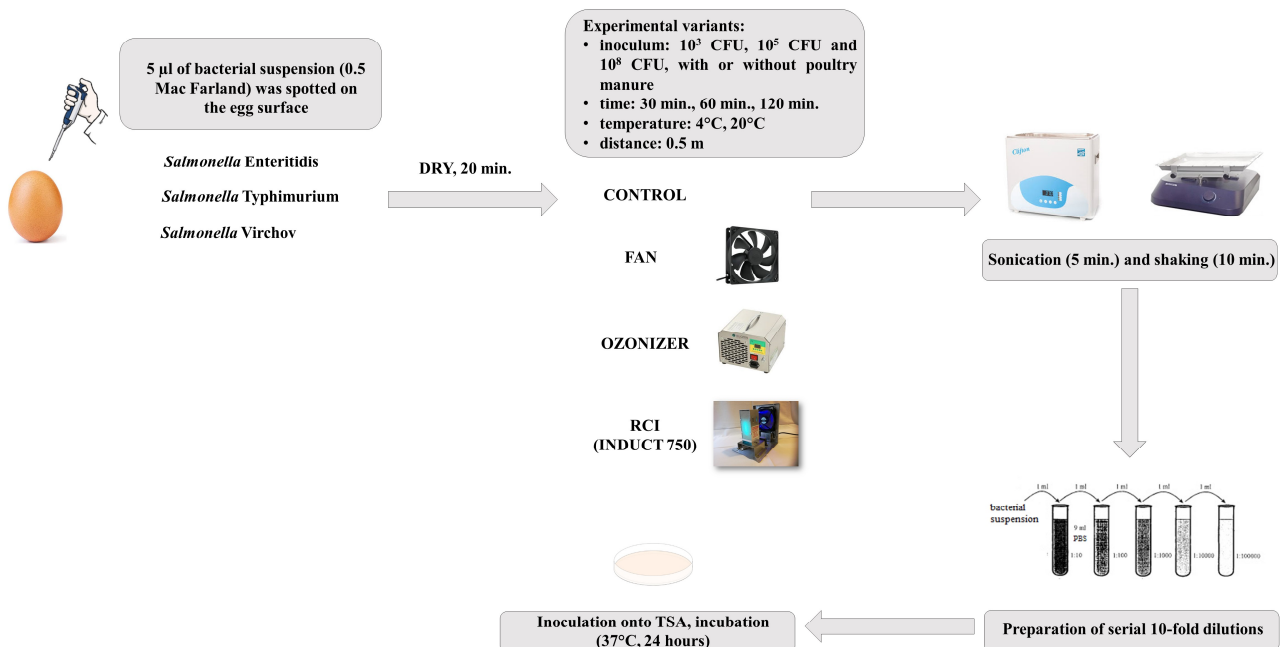 5 µl of bacterial suspension (0.5
Mac Farland) was spotted on
the egg surface
Salmonella Enteritidis
Salmonella Typhimurium
Salmonella Virchov
DRY, 20 min.
Experimental variants:
• inoculum: 10³ CFU, 10⁵ CFU and
10⁸ CFU, with or without poultry
manure
• time: 30 min., 60 min., 120 min.
• temperature: 4°C, 20°C
• distance: 0.5 m
CONTROL
FAN
OZONIZER
RCI
(INDUCT 750)
Clifton
Sonication (5 min.) and shaking (10 min.)
1 ml 1 ml 1 ml 1 ml 1 ml
bacterial
suspension
9 ml
PBS
1:10 1:100 1:1000 1:10000 1:100000
Preparation of serial 10-fold dilutions
Inoculation onto TSA, incubation
(37°C, 24 hours)